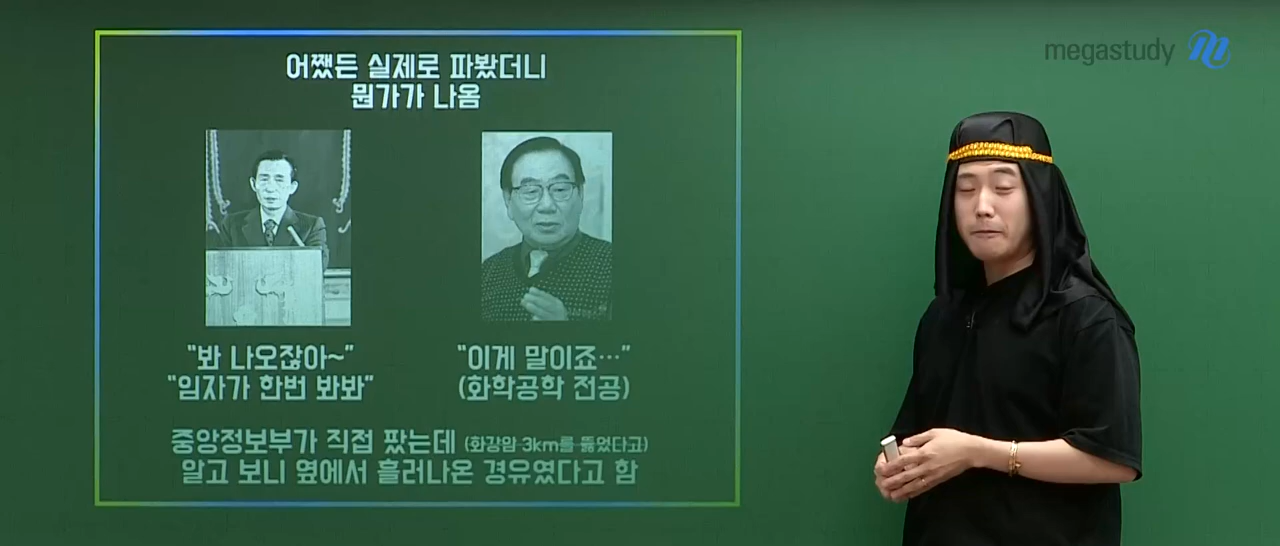 megastudy
어쨌든 실제로 파봤더니
뭔가가 나옴
“봐 나오잖아~”
“임자가 한번 봐봐”
“이게 말이죠…”
(화학공학 전공)
중앙정보부가 직접 팠는데 (화강암 3km를 뚫었다고)
알고 보니 옆에서 흘러나온 경유였다고 함